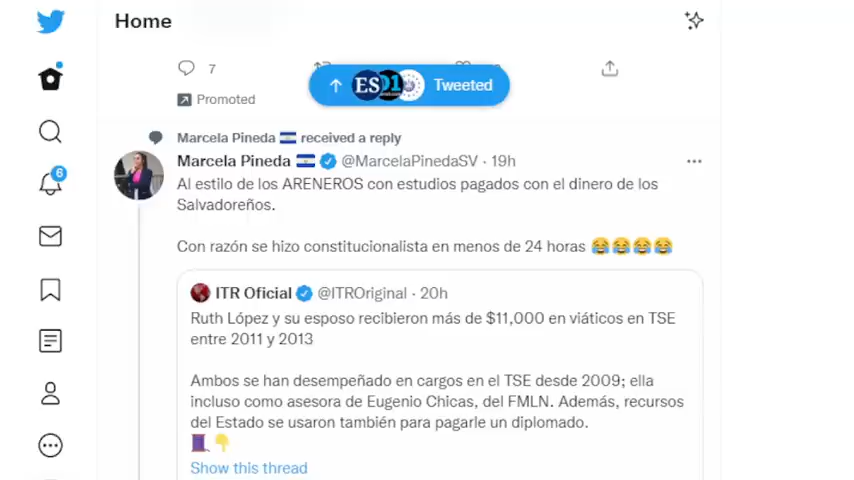 Home
7
Promoted
ES D1 Tweeted
6
Marcela Pineda received a reply
Marcela Pineda @MarcelaPinedaSV · 19h
Al estilo de los ARENEROS con estudios pagados con el dinero de los
Salvadoreños.
Con razón se hizo constitucionalista en menos de 24 horas 😂😂😂😂
ITR Oficial @ITROriginal · 20h
Ruth López y su esposo recibieron más de $11,000 en viáticos en TSE
entre 2011 y 2013
Ambos se han desempeñado en cargos en el TSE desde 2009; ella
incluso como asesora de Eugenio Chicas, del FMLN. Además, recursos
del Estado se usaron también para pagarle un diplomado.
🧵👇
Show this thread